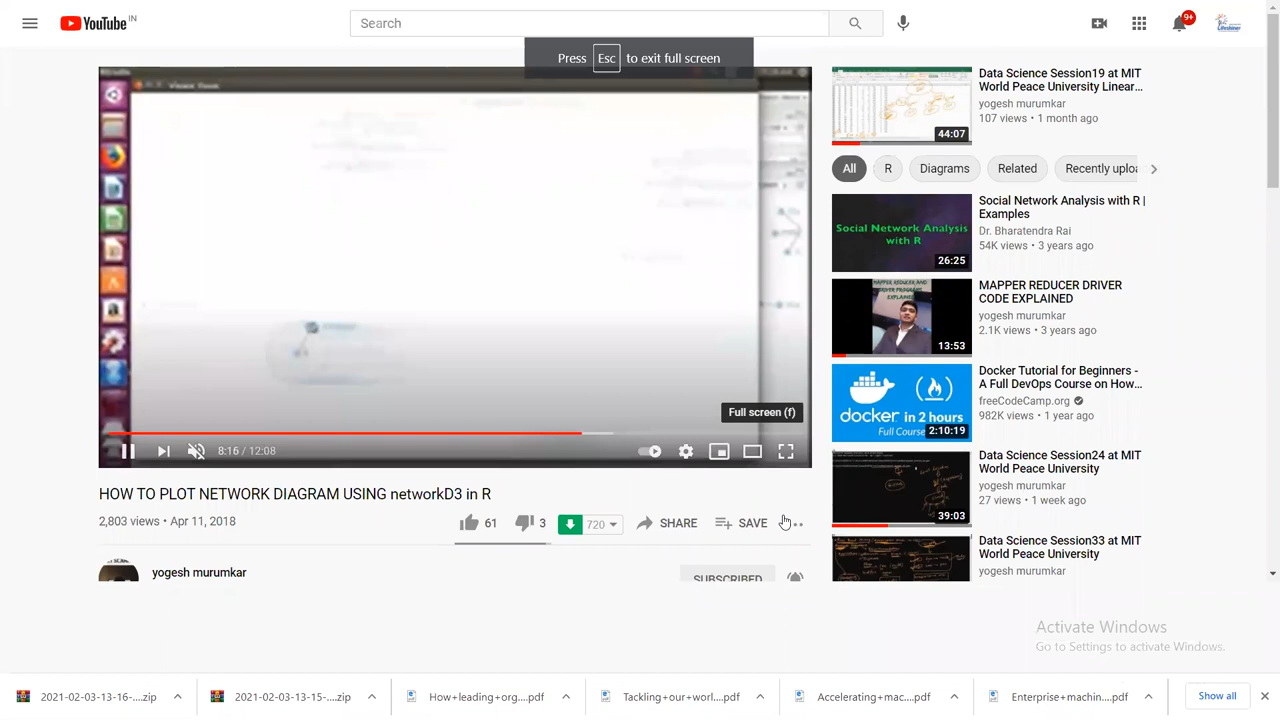 YouTube IN
Search
9+
Press Esc to exit full screen
Full screen (f)
8:16 / 12:08
HOW TO PLOT NETWORK DIAGRAM USING networkD3 in R
2,803 views • Apr 11, 2018
61
3
720
SHARE
SAVE
yogesh murumkar
SUBSCRIBED
Data Science Session19 at MIT
World Peace University Linear...
yogesh murumkar
107 views • 1 month ago
44:07
All
R
Diagrams
Related
Recently uploa
Social Network Analysis
with R
26:25
Social Network Analysis with R |
Examples
Dr. Bharatendra Rai
54K views • 3 years ago
MAPPER REDUCER AND
DRIVER PROGRAM
EXPLAINED
13:53
MAPPER REDUCER DRIVER
CODE EXPLAINED
yogesh murumkar
2.1K views • 3 years ago
docker
in 2 hours
Full Course
2:10:19
Docker Tutorial for Beginners -
A Full DevOps Course on How...
freeCodeCamp.org
982K views • 1 year ago
39:03
Data Science Session24 at MIT
World Peace University
yogesh murumkar
27 views • 1 week ago
Data Science Session33 at MIT
World Peace University
yogesh murumkar
Activate Windows
Go to Settings to activate Windows.
2021-02-03-13-16-....zip
2021-02-03-13-15-....zip
How+leading+org....pdf
Tackling+our+worl....pdf
Accelerating+mac....pdf
Enterprise+machin....pdf
Show all